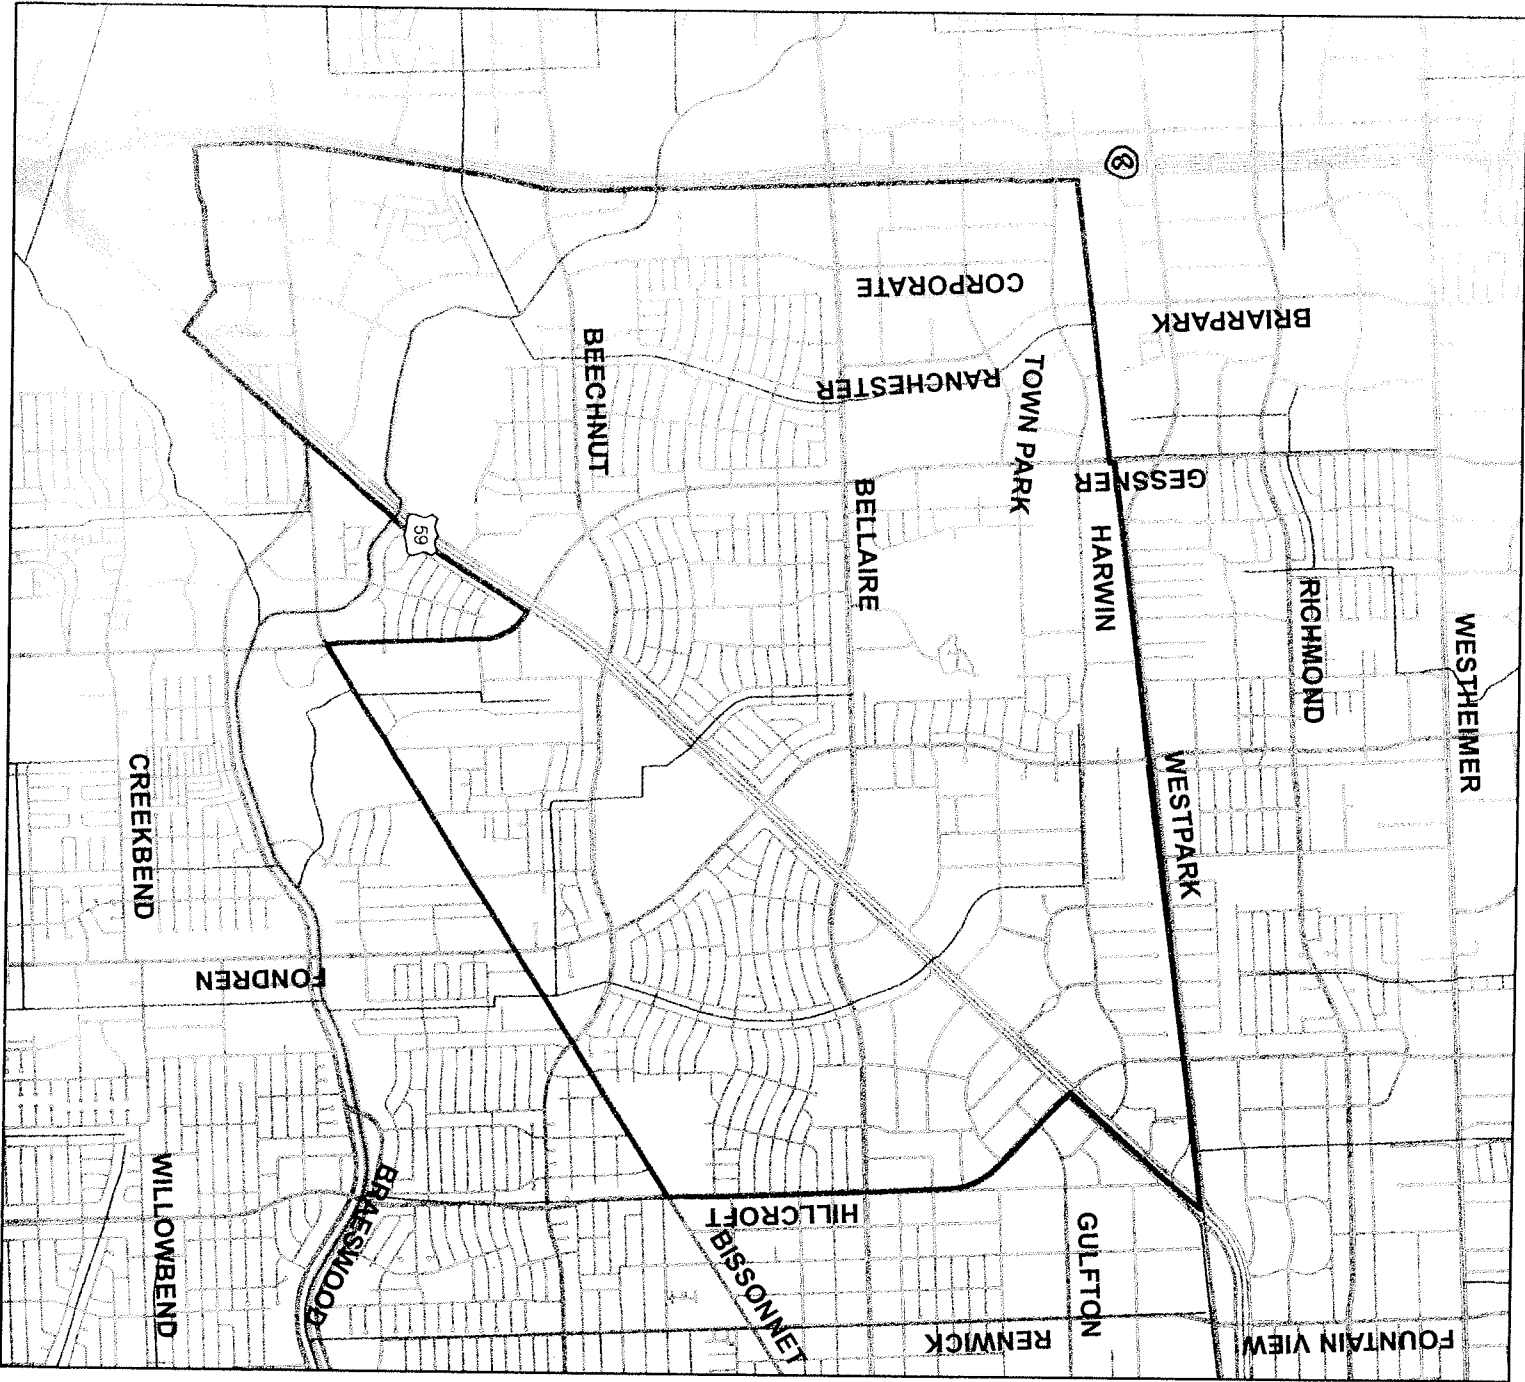 8
CORPORATE
BRIARPARK
BEECHNUT
RANCHESTER
TOWN PARK
GESSNER
BELLAIRE
59
HARWIN
RICHMOND
WESTHEIMER
WESTPARK
CREEKBEND
FONDREN
WILLOWBEND
BRAESWOOD
HILLCROFT
BISSONNET
GULFTON
RENWICK
FOUNTAIN VIEW